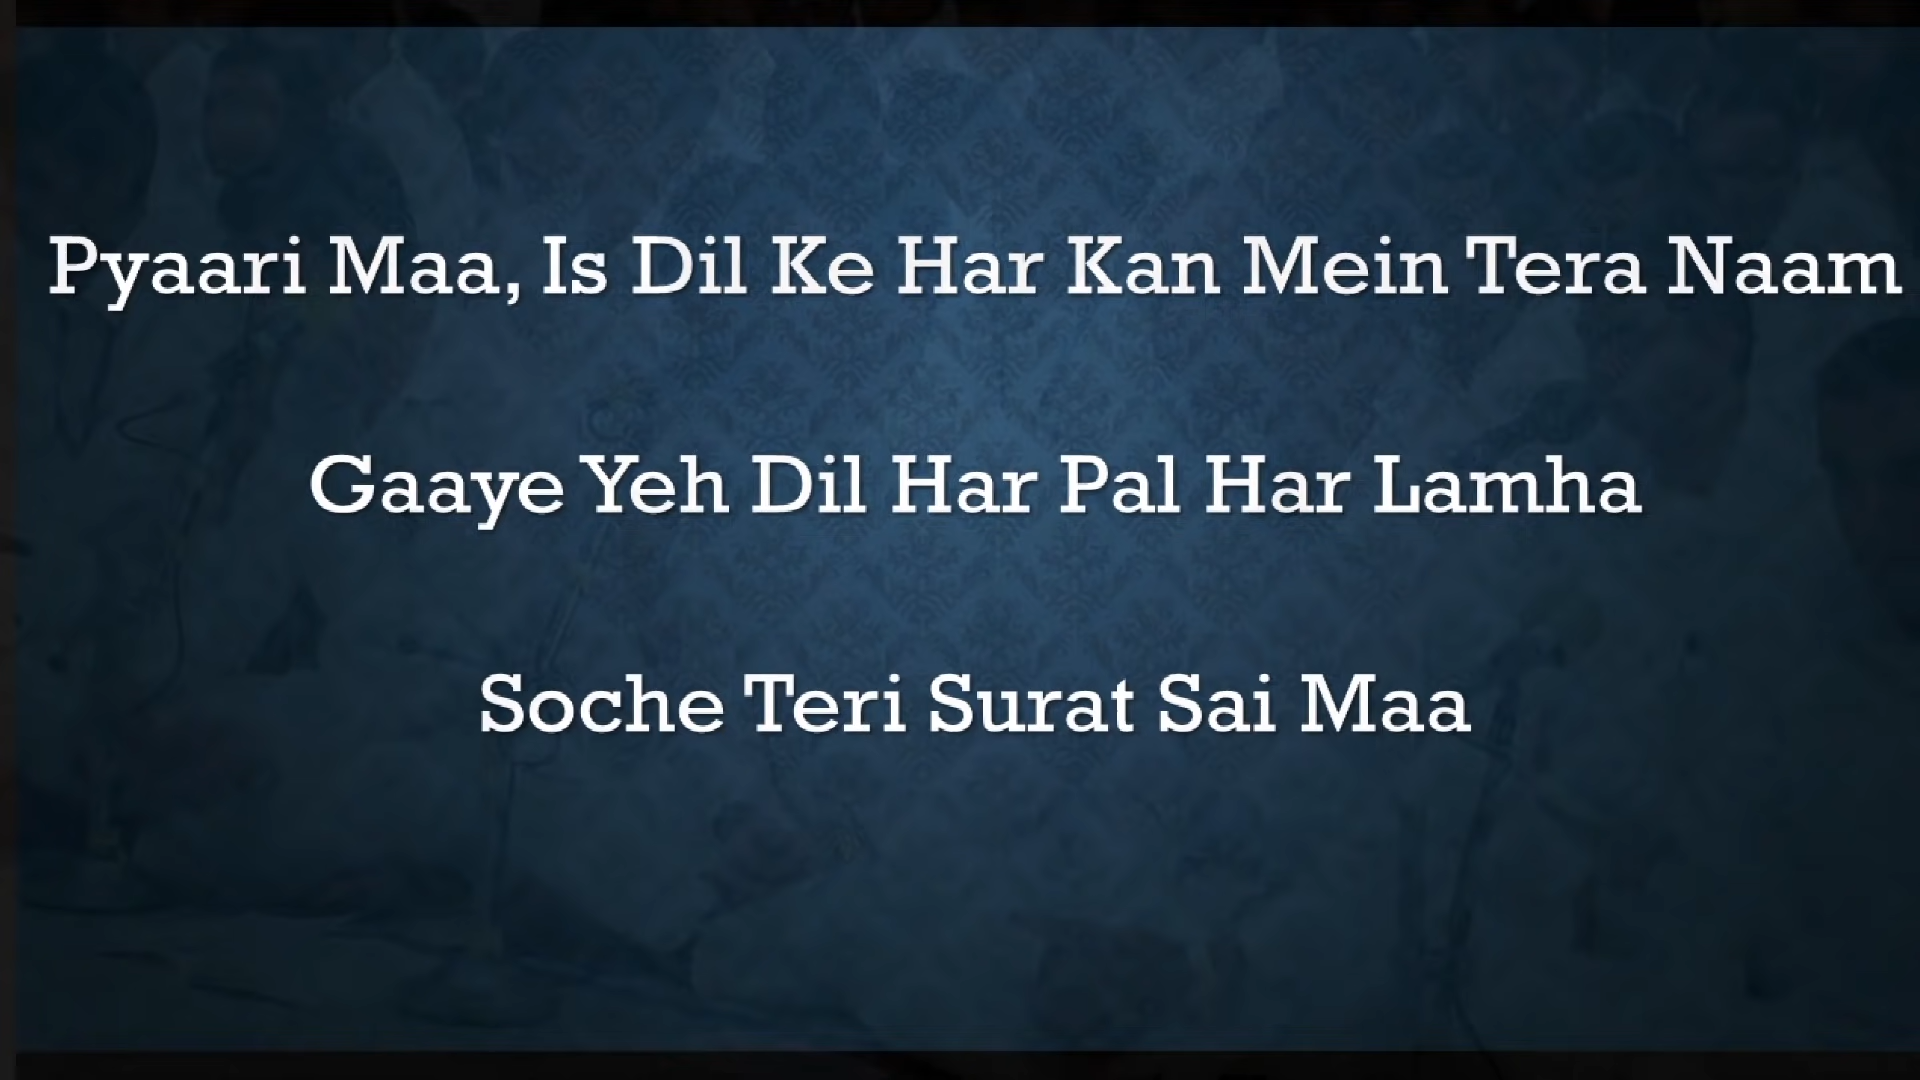 Pyaari Maa, Is Dil Ke Har Kan Mein Tera Naam
Gaaye Yeh Dil Har Pal Har Lamha
Soche Teri Surat Sai Maa